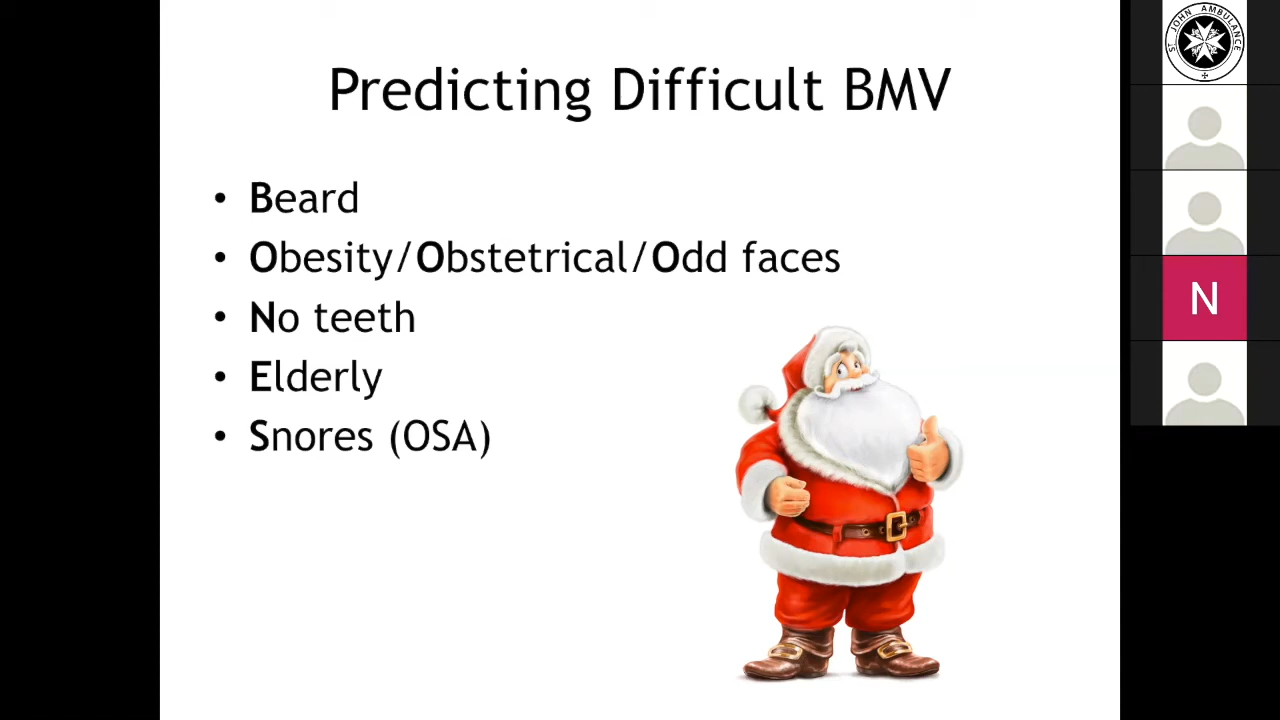 Predicting Difficult BMV
• Beard
• Obesity/Obstetrical/Odd faces
• No teeth
• Elderly
• Snores (OSA)
ST JOHN AMBULANCE
N